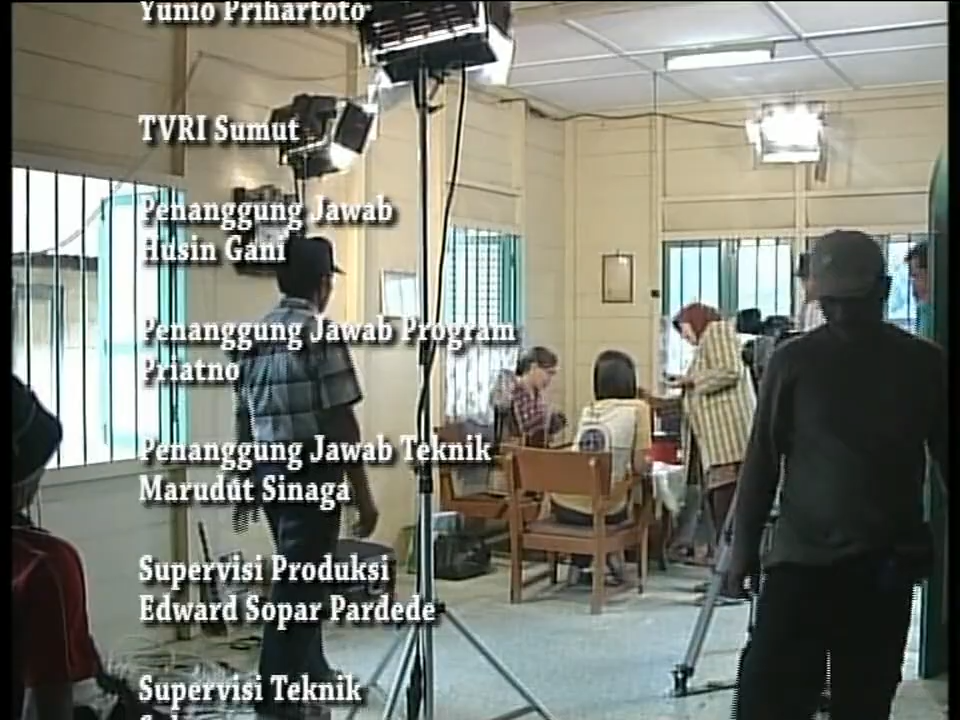 Yunio Prihartoto
TVRI Sumut
Penanggung Jawab
Husin Gani
Penanggung Jawab Program
Priatno
Penanggung Jawab Teknik
Marudut Sinaga
Supervisi Produksi
Edward Sopar Pardede
Supervisi Teknik